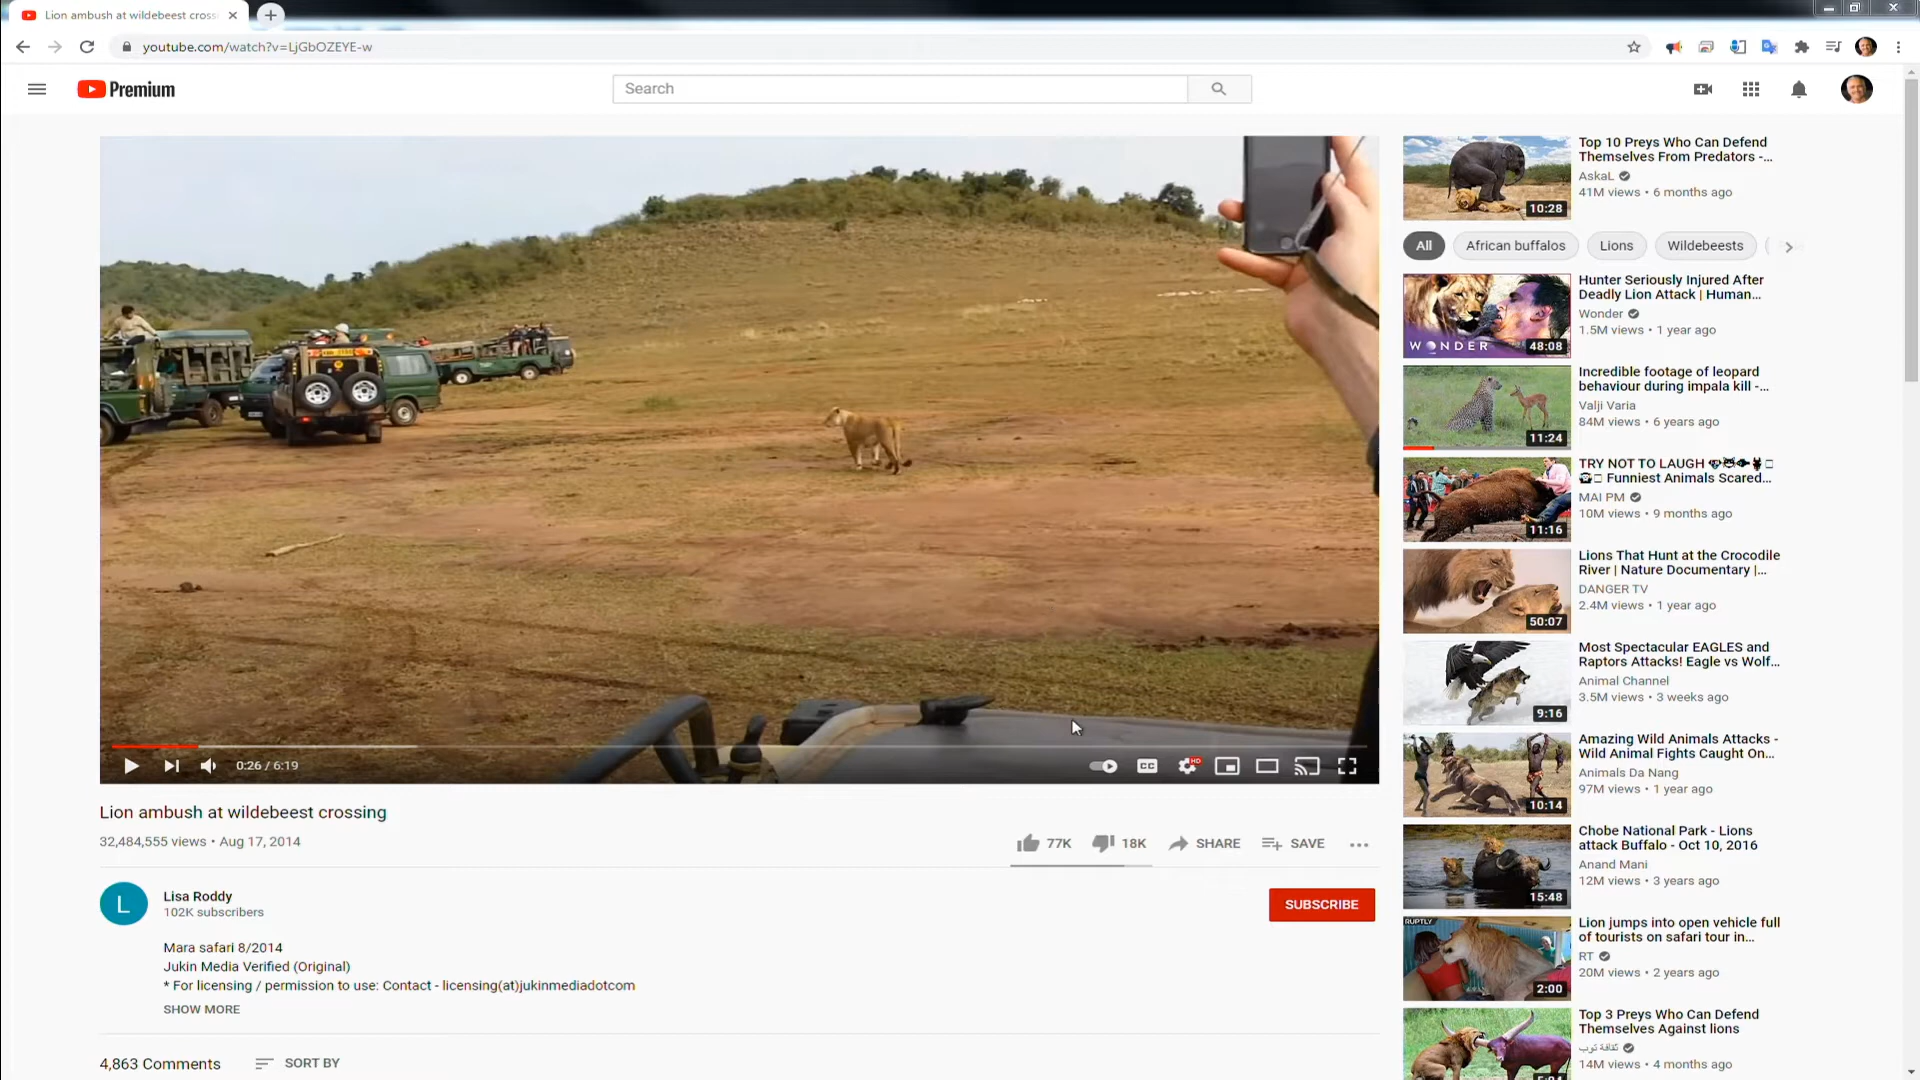 Lion ambush at wildebeest cross
youtube.com/watch?v=LjGbOZEYE-w
Premium
Search
Top 10 Preys Who Can Defend
Themselves From Predators -...
AskaL
41M views • 6 months ago
10:28
All
African buffalos
Lions
Wildebeests
Hunter Seriously Injured After
Deadly Lion Attack | Human...
Wonder
1.5M views • 1 year ago
WONDER
48:08
Incredible footage of leopard
behaviour during impala kill -...
Valji Varia
84M views • 6 years ago
11:24
TRY NOT TO LAUGH
Funniest Animals Scared...
MAI PM
10M views • 9 months ago
11:16
Lions That Hunt at the Crocodile
River | Nature Documentary |...
DANGER TV
2.4M views • 1 year ago
50:07
Most Spectacular EAGLES and
Raptors Attacks! Eagle vs Wolf...
Animal Channel
3.5M views • 3 weeks ago
9:16
Amazing Wild Animals Attacks -
Wild Animal Fights Caught On...
Animals Da Nang
97M views • 1 year ago
10:14
Chobe National Park - Lions
attack Buffalo - Oct 10, 2016
Anand Mani
12M views • 3 years ago
15:48
RUPTLY
Lion jumps into open vehicle full
of tourists on safari tour in...
RT
20M views • 2 years ago
2:00
Top 3 Preys Who Can Defend
Themselves Against lions
ثقافة توب
14M views • 4 months ago
0:26 / 6:19
CC
HD
Lion ambush at wildebeest crossing
32,484,555 views • Aug 17, 2014
77K
18K
SHARE
SAVE
L
Lisa Roddy
102K subscribers
SUBSCRIBE
Mara safari 8/2014
Jukin Media Verified (Original)
* For licensing / permission to use: Contact - licensing(at)jukinmediadotcom
SHOW MORE
4,863 Comments
SORT BY